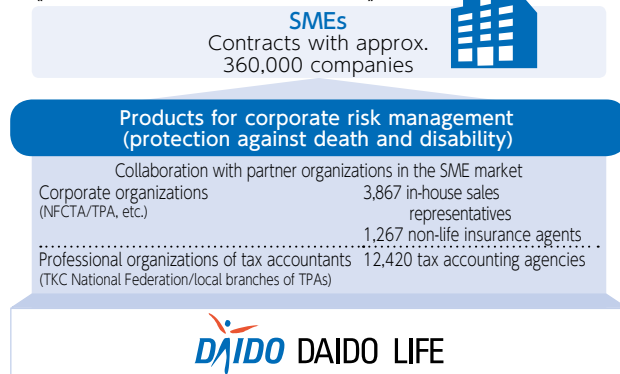 SMEs
Contracts with approx.
360,000 companies
Products for corporate risk management
(protection against death and disability)
Collaboration with partner organizations in the SME market
Corporate organizations
(NFCTA/TPA, etc.)
3,867 in-house sales
representatives
1,267 non-life insurance agents
Professional organizations of tax accountants 12,420 tax accounting agencies
(TKC National Federation/local branches of TPAs)
DAIDO DAIDO LIFE